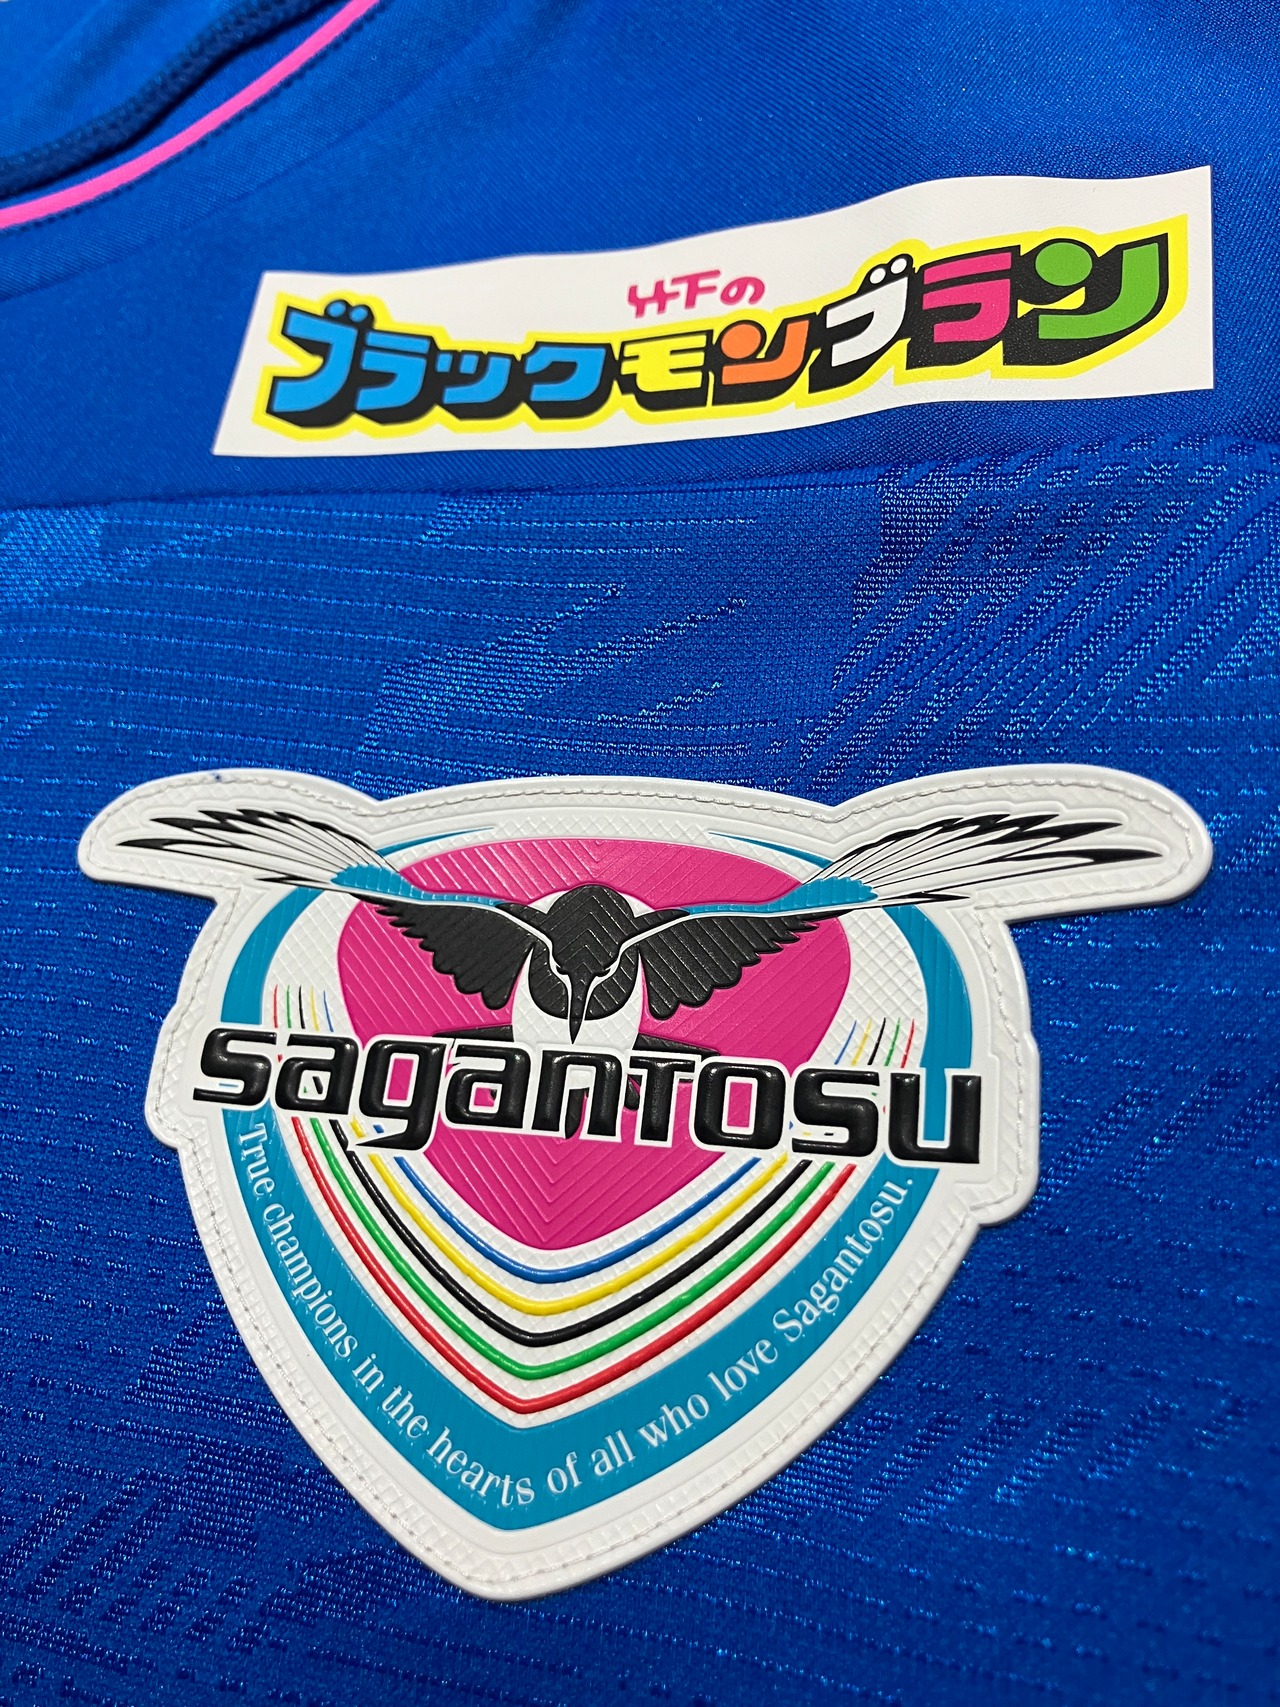 竹下の
ブラックモンブラン
sagantosu
True champions in the hearts of all who love Sagantosu.